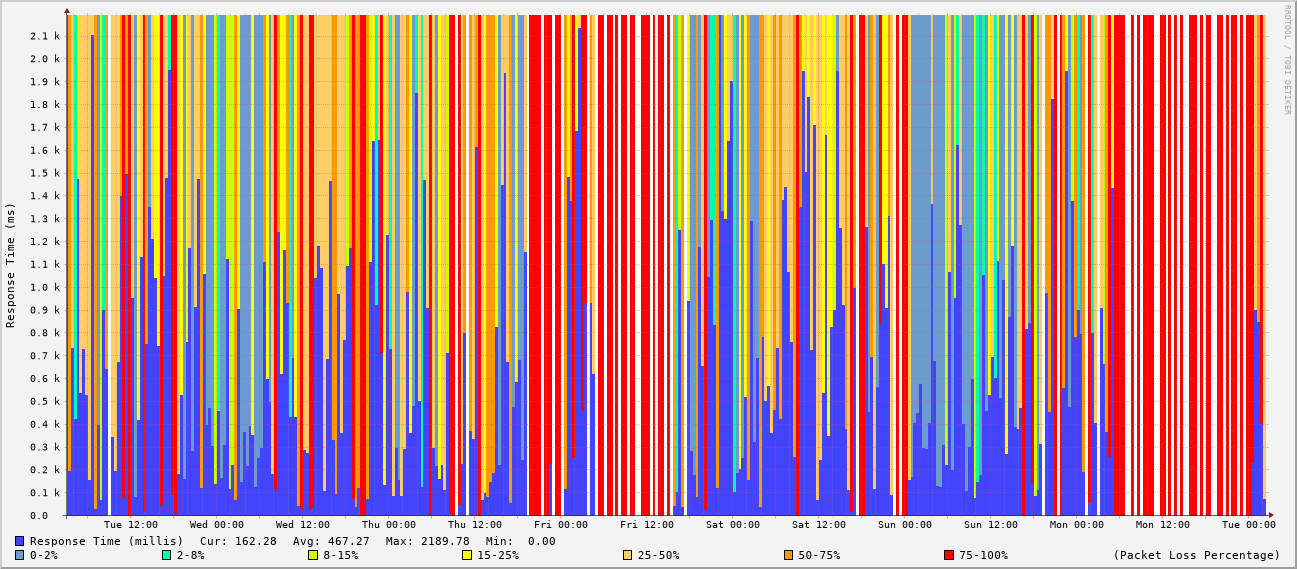 RRDTOOL / TOBI OETIKER
Response Time (ms)
2.1 k
2.0 k
1.9 k
1.8 k
1.7 k
1.6 k
1.5 k
1.4 k
1.3 k
1.2 k
1.1 k
1.0 k
0.9 k
0.8 k
0.7 k
0.6 k
0.5 k
0.4 k
0.3 k
0.2 k
0.1 k
0.0
Tue 12:00 Wed 00:00 Wed 12:00 Thu 00:00 Thu 12:00 Fri 00:00 Fri 12:00 Sat 00:00 Sat 12:00 Sun 00:00 Sun 12:00 Mon 00:00 Mon 12:00 Tue 00:00
Response Time (millis) Cur: 162.28 Avg: 467.27 Max: 2189.78 Min: 0.00
0-2% 2-8% 8-15% 15-25% 25-50% 50-75% 75-100% (Packet Loss Percentage)